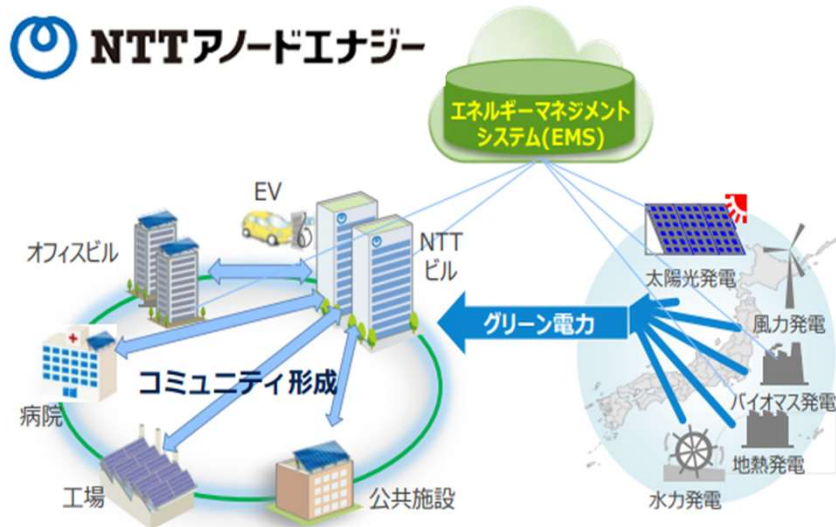 NTTアノードエナジー
エネルギーマネジメント
システム(EMS)
EV
オフィスビル
NTT
ビル
太陽光発電
グリーン電力
風力発電
コミュニティ形成
病院
バイオマス発電
地熱発電
工場
公共施設
水力発電